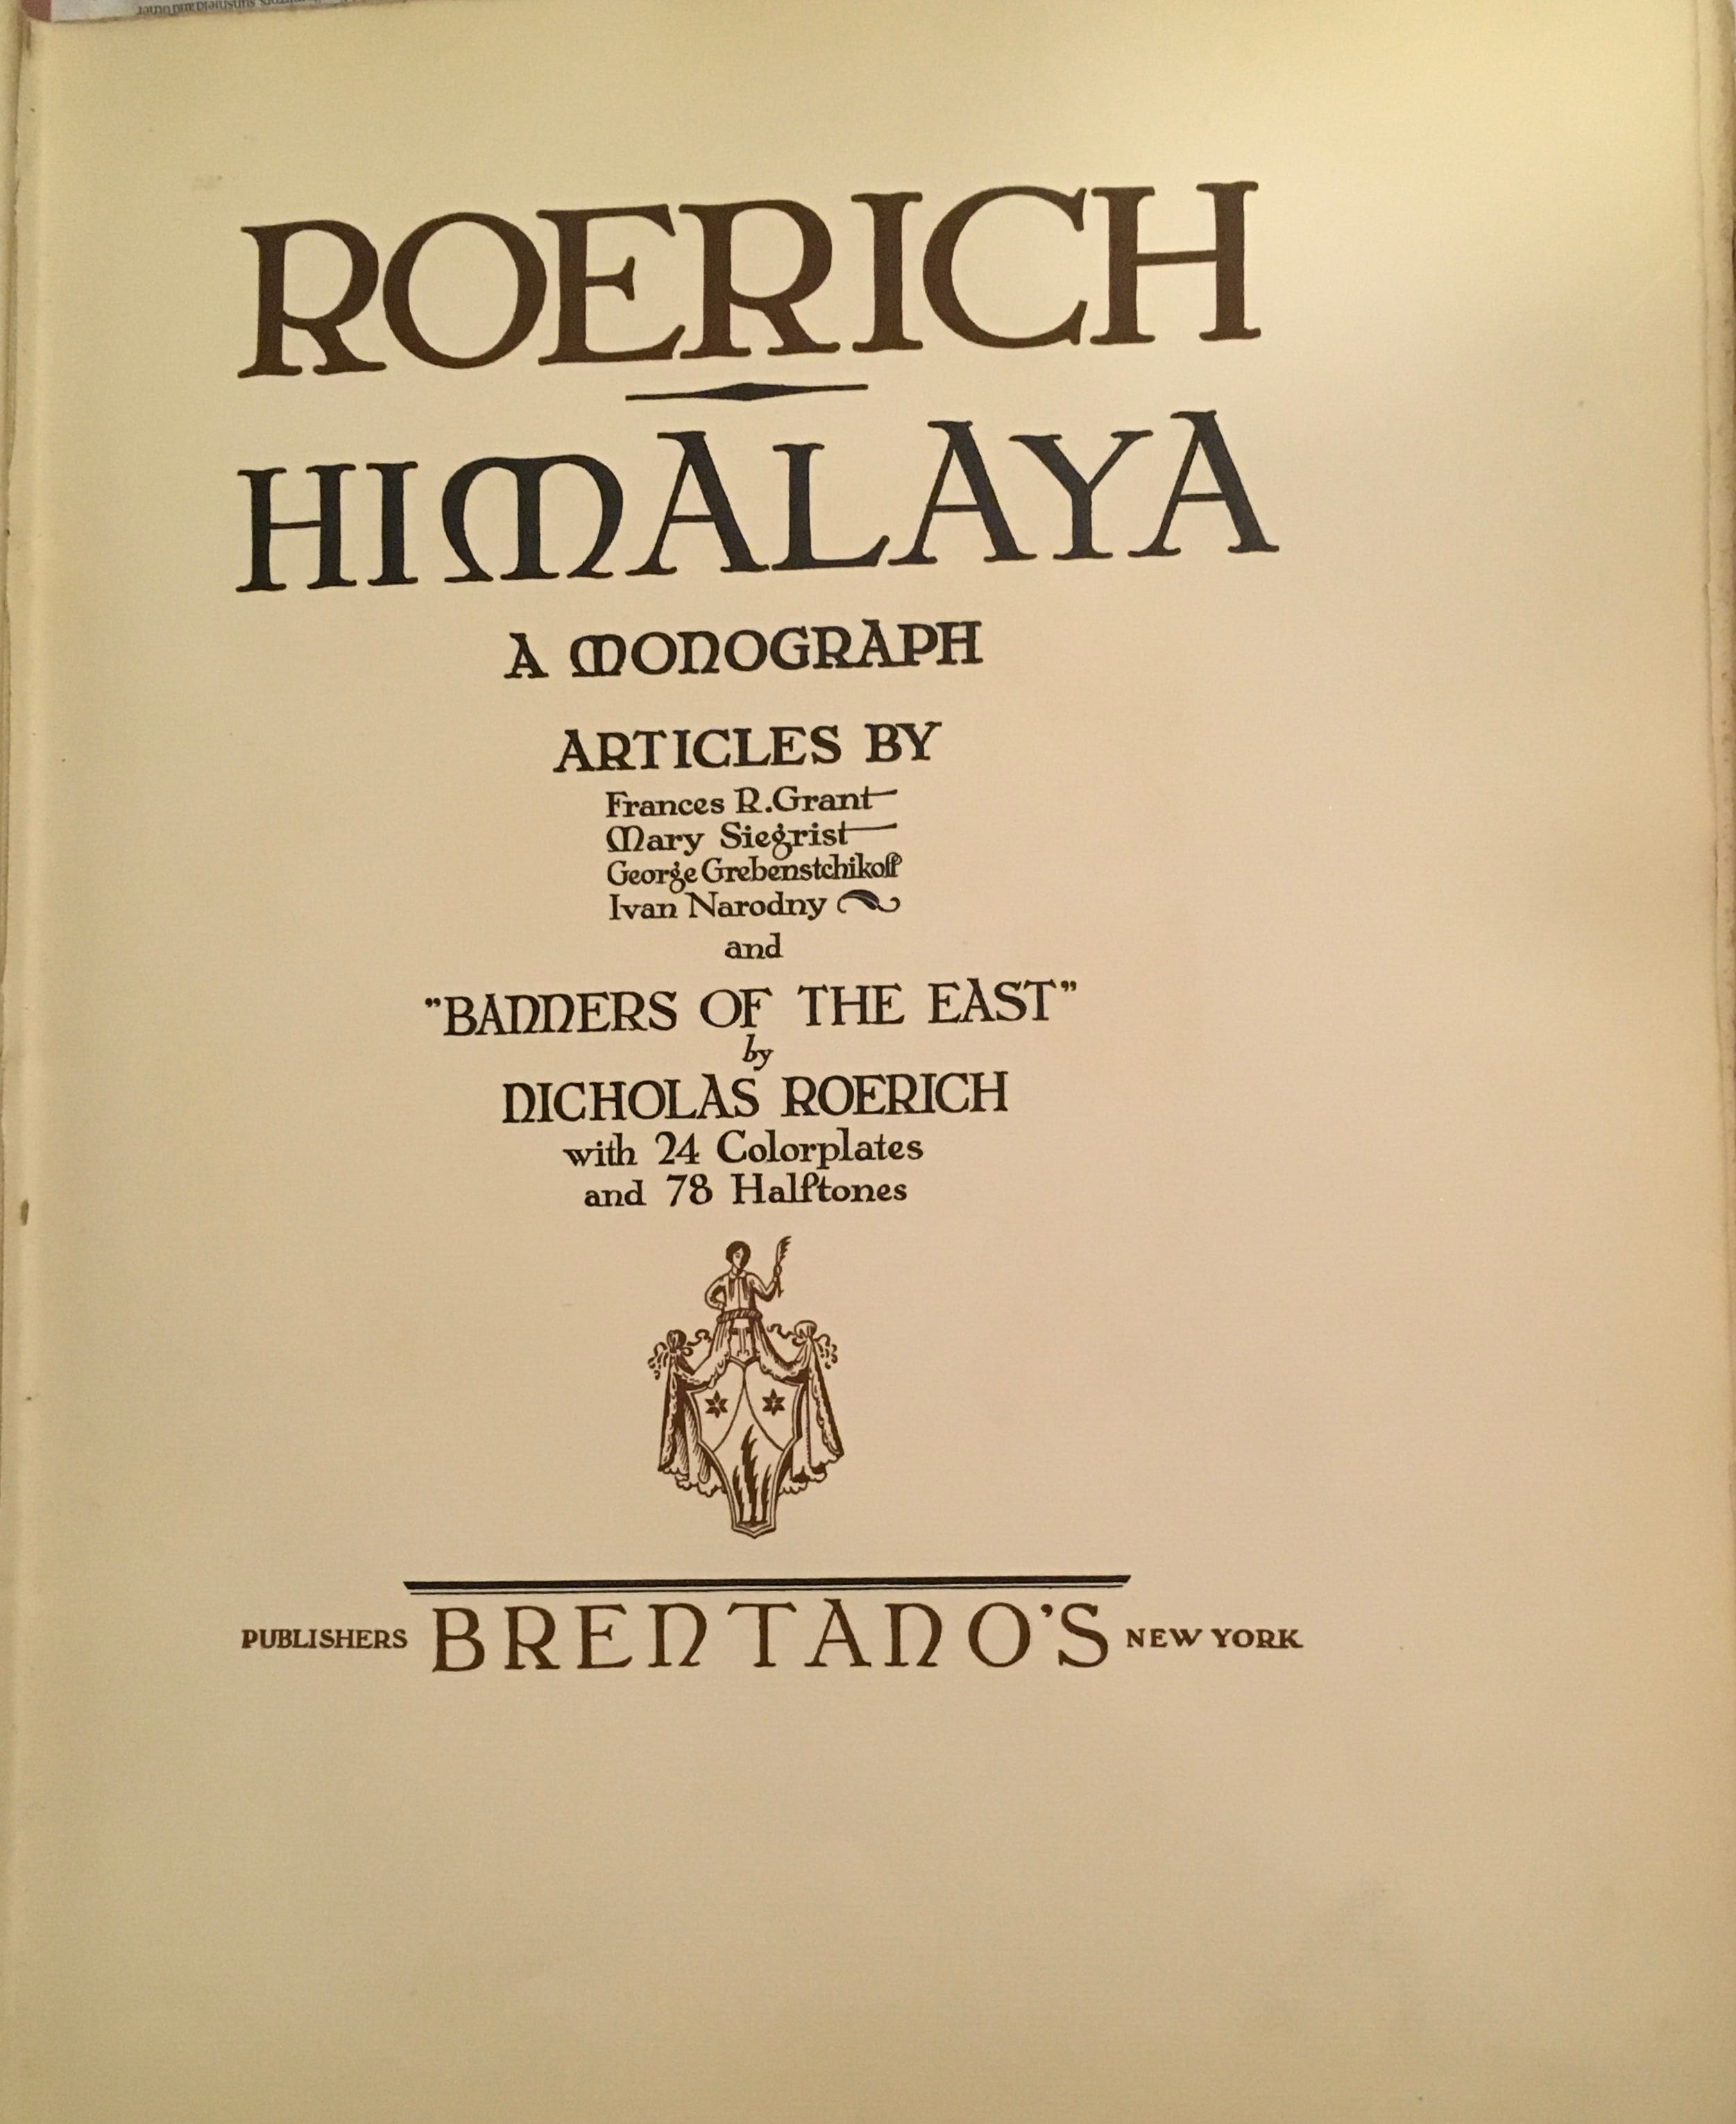 ROERICH
HIMALAYA
A MONOGRAPH
ARTICLES BY
Frances R. Grant
Mary Siegrist
George Grebenstchikoff
Ivan Narodny
and
"BANNERS OF THE EAST"
by
NICHOLAS ROERICH
with 24 Colorplates
and 78 Halftones
PUBLISHERS BRENTANO'S NEW YORK